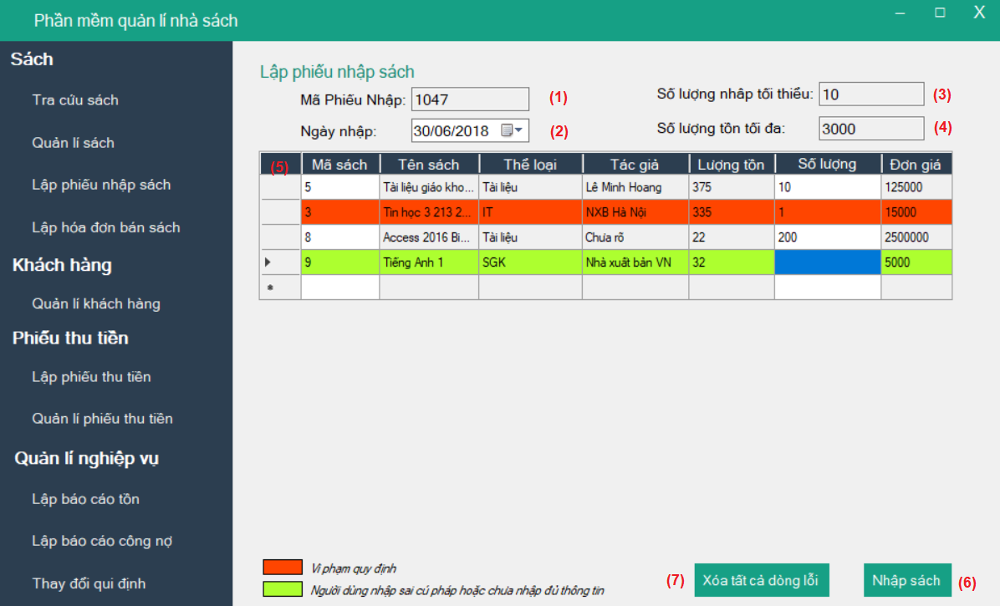 Phần mềm quản lí nhà sách
X
Sách
Tra cứu sách
Quản lí sách
Lập phiếu nhập sách
Lập hóa đơn bán sách
Khách hàng
Quản lí khách hàng
Phiếu thu tiền
Lập phiếu thu tiền
Quản lí phiếu thu tiền
Quản lí nghiệp vụ
Lập báo cáo tồn
Lập báo cáo công nợ
Thay đổi qui định
Lập phiếu nhập sách
Mã Phiếu Nhập: 1047 (1) Số lượng nhâp tối thiểu: 10 (3)
Ngày nhập: 30/06/2018 (2) Số lượng tồn tối đa: 3000 (4)
(5) Mã sách Tên sách Thể loại Tác giả Lượng tồn Số lượng Đơn giá
5 Tài liệu giáo kho... Tài liệu Lê Minh Hoang 375 10 125000
3 Tin học 3 213 2... IT NXB Hà Nội 335 1 15000
8 Access 2016 Bi... Tài liệu Chưa rõ 22 200 2500000
9 Tiếng Anh 1 SGK Nhà xuất bản VN 32 5000
Vi phạm quy định
Người dùng nhập sai cú pháp hoặc chưa nhập đủ thông tin
(7) Xóa tất cả dòng lỗi Nhập sách (6)